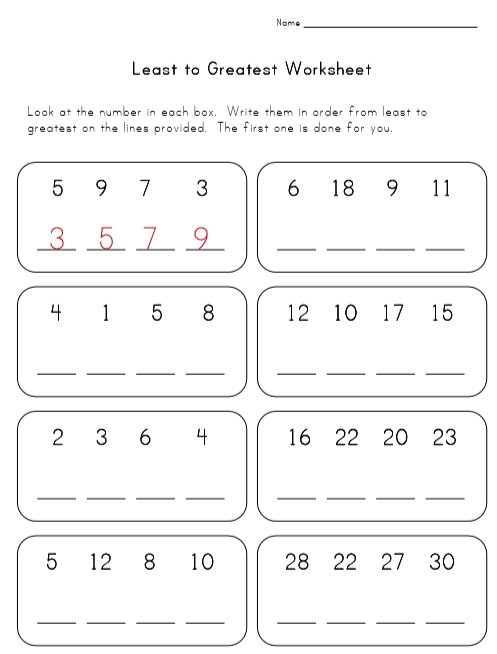 Name
Least to Greatest Worksheet
Look at the number in each box. Write them in order from least to
greatest on the lines provided. The first one is done for you.
5 9 7 3
3 5 7 9
6 18 9 11
4 1 5 8
12 10 17 15
2 3 6 4
16 22 20 23
5 12 8 10
28 22 27 30